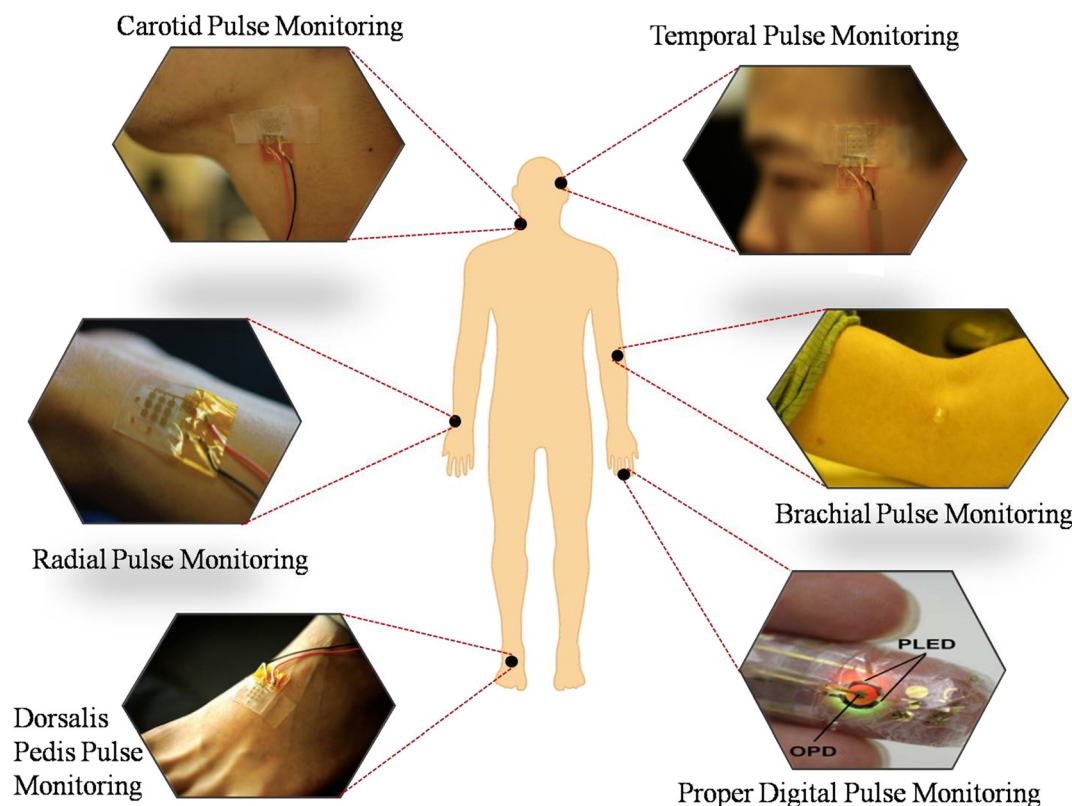 Carotid Pulse Monitoring
Temporal Pulse Monitoring
Radial Pulse Monitoring
Brachial Pulse Monitoring
Dorsalis
Pedis Pulse
Monitoring
PLED
OPD
Proper Digital Pulse Monitoring